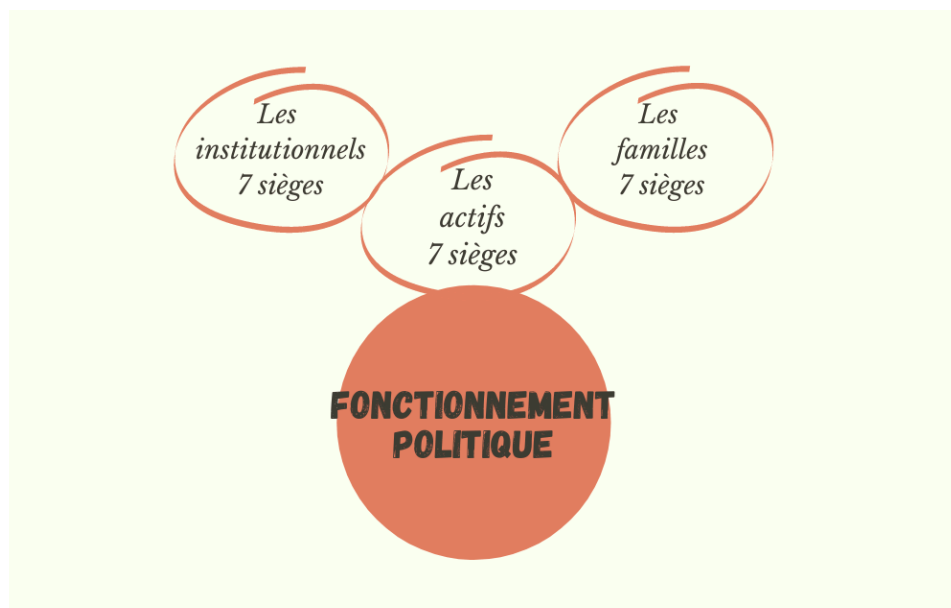 Les
institutionnels
7 sièges
Les
actifs
7 sièges
Les
familles
7 sièges
FONCTIONNEMENT
POLITIQUE